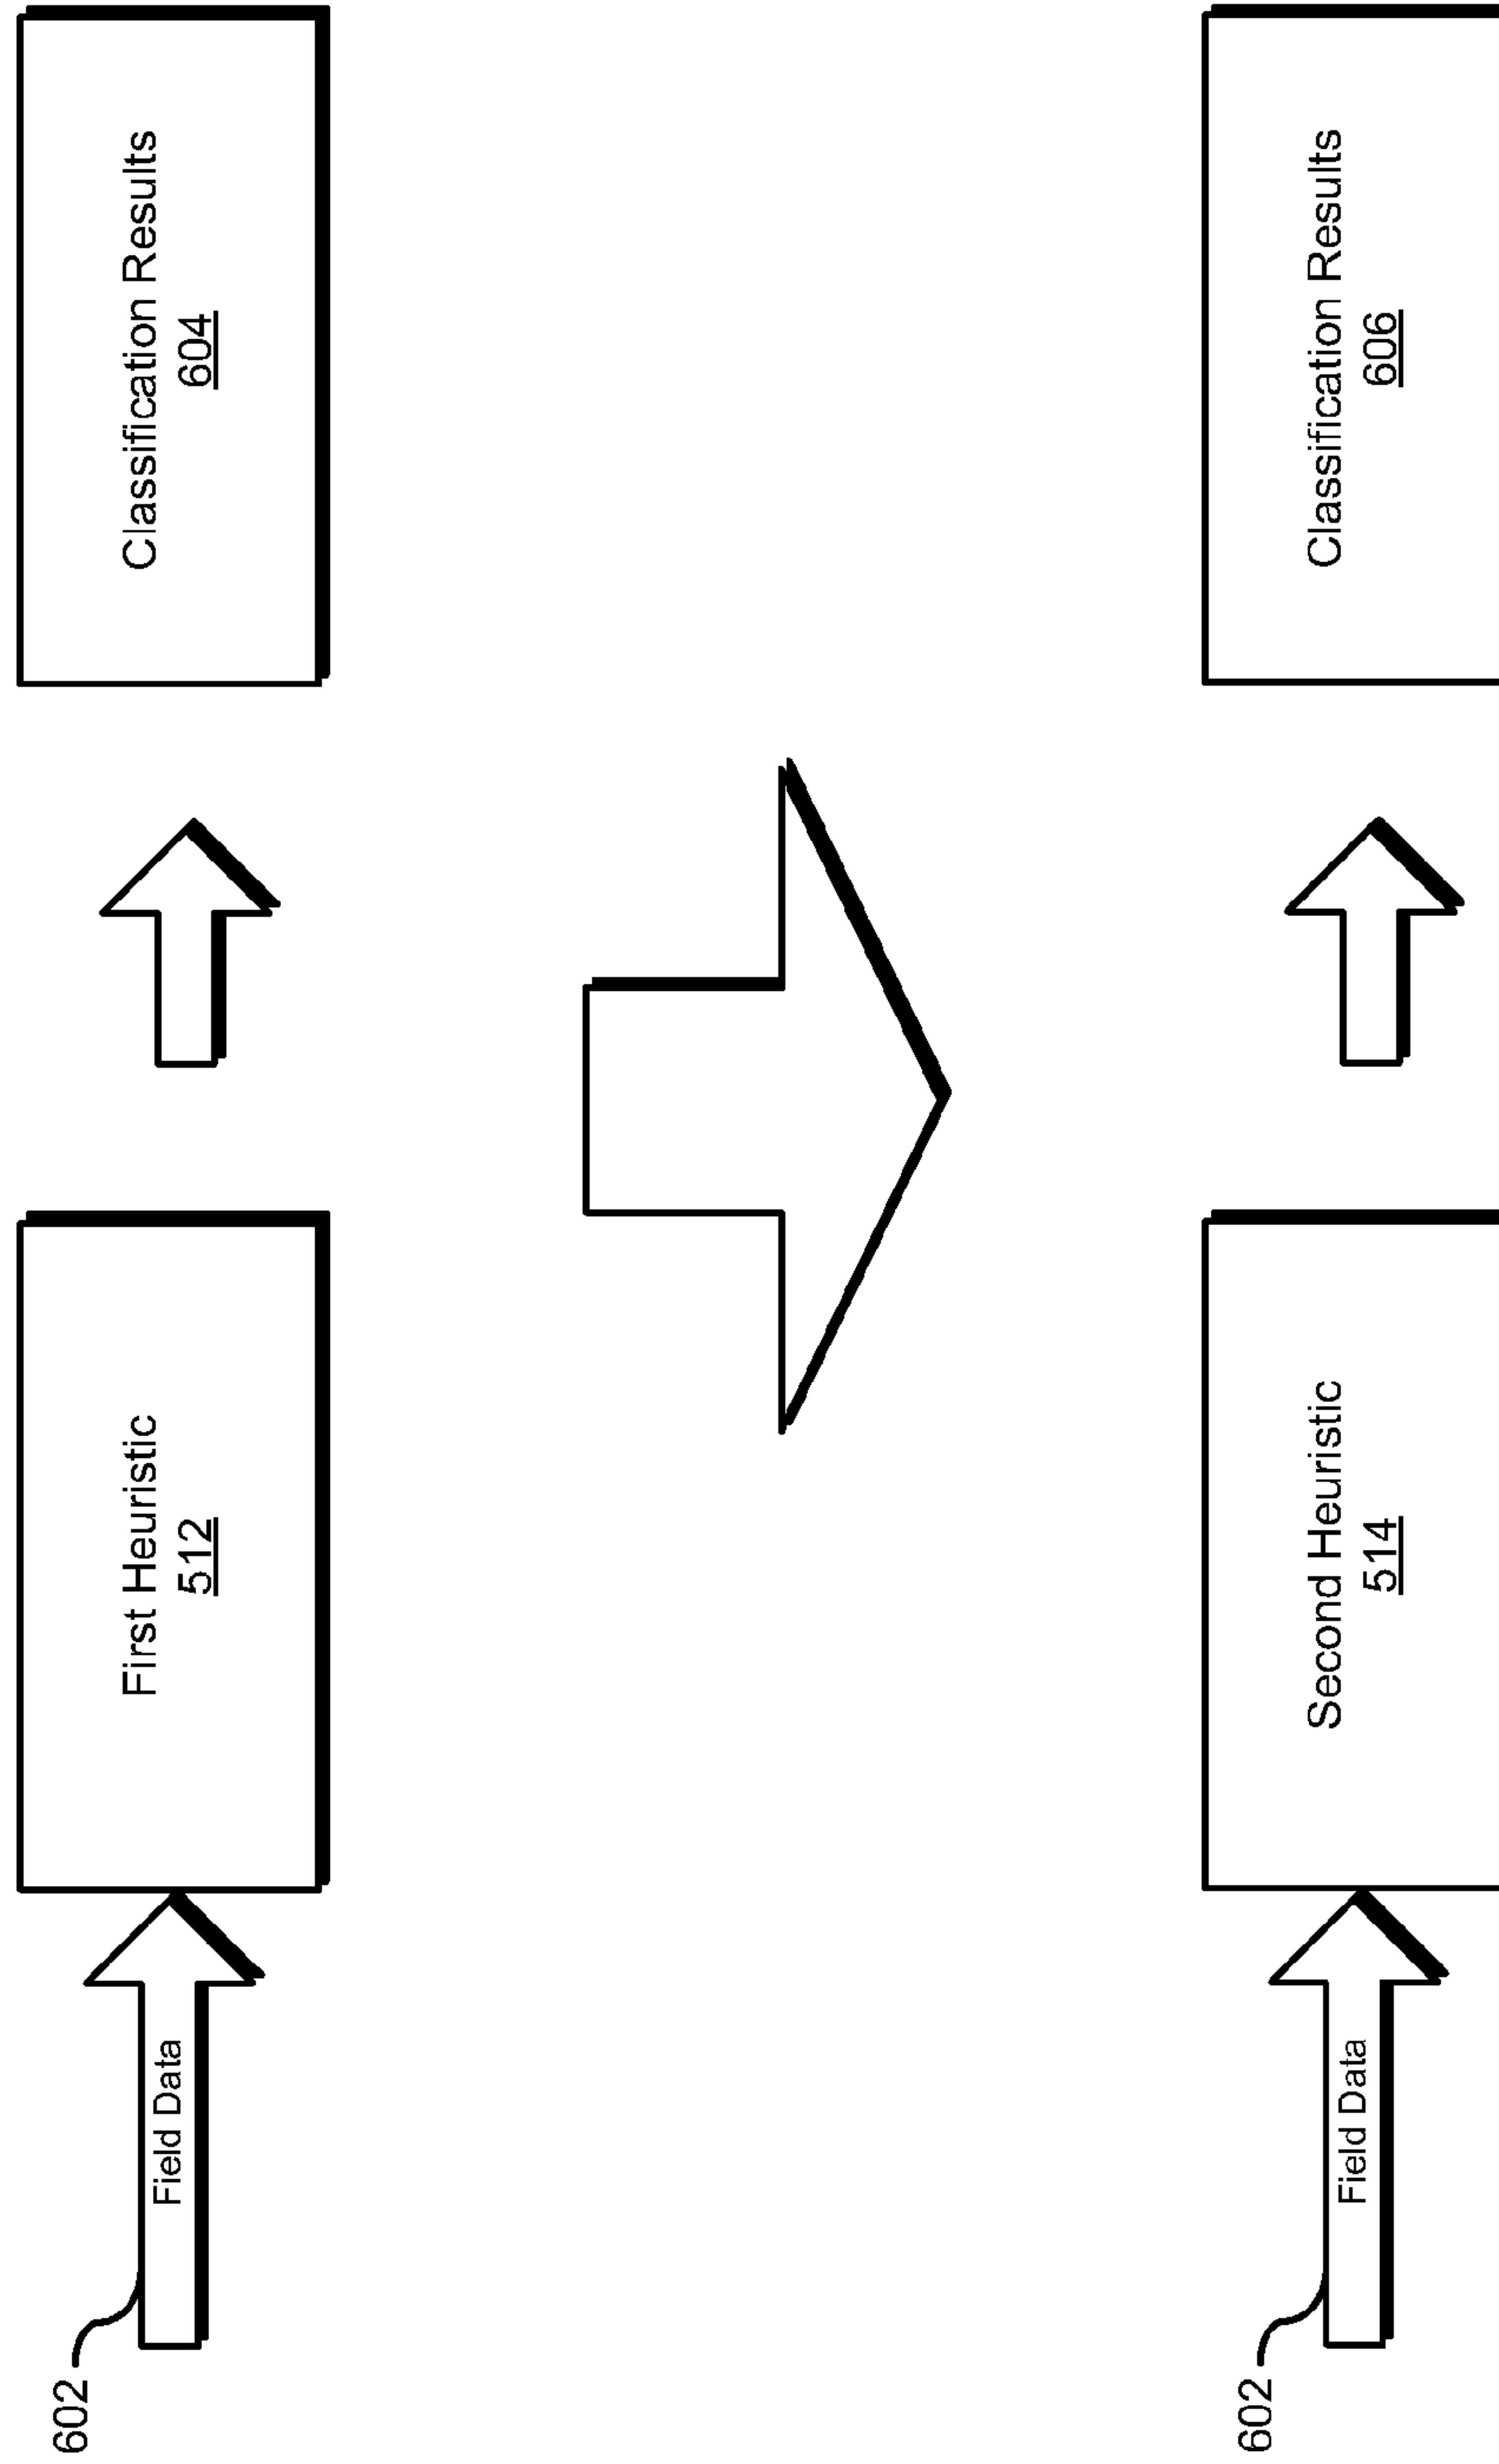 602
Field Data
First Heuristic
512
Classification Results
604
602
Field Data
Second Heuristic
514
Classification Results
606